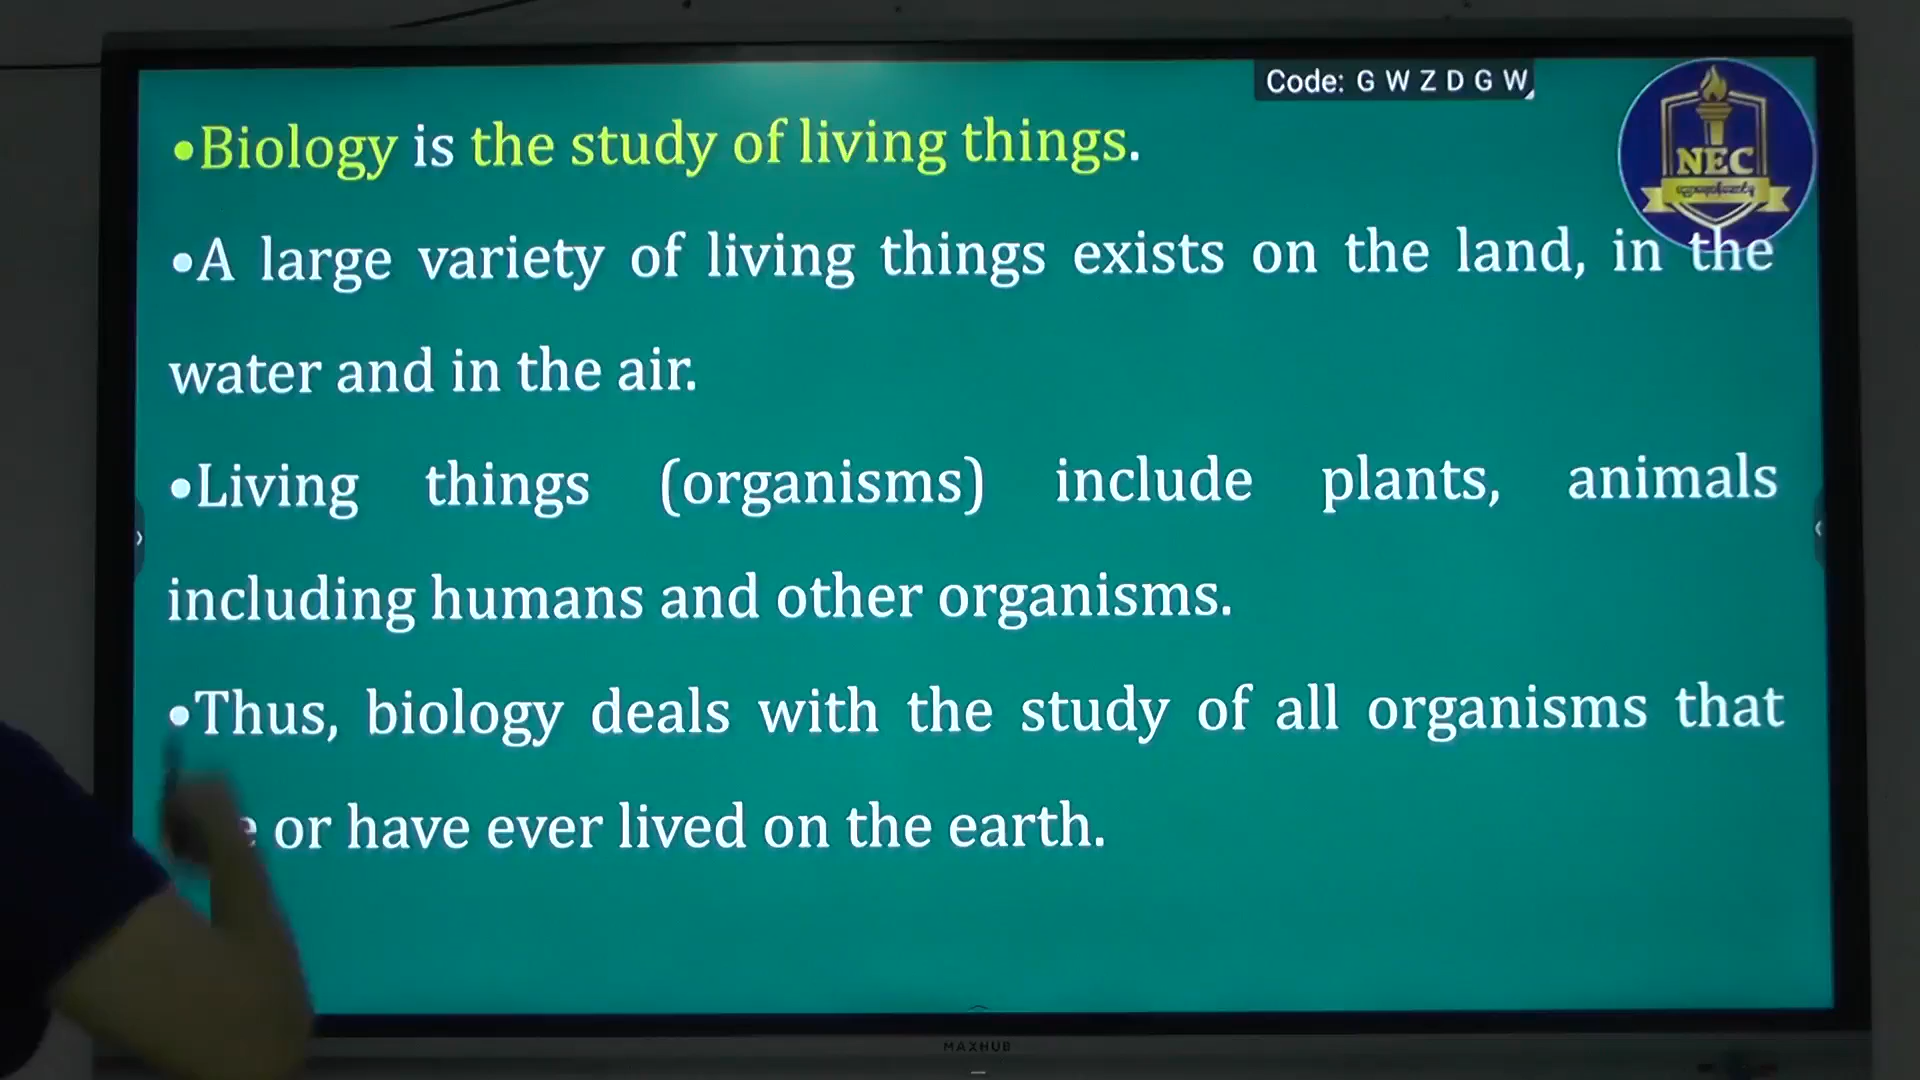 Code: G W Z D G W
•Biology is the study of living things.
NEC
•A large variety of living things exists on the land, in the
water and in the air.
•Living things (organisms) include plants, animals
including humans and other organisms.
•Thus, biology deals with the study of all organisms that
or have ever lived on the earth.
MAXHUB